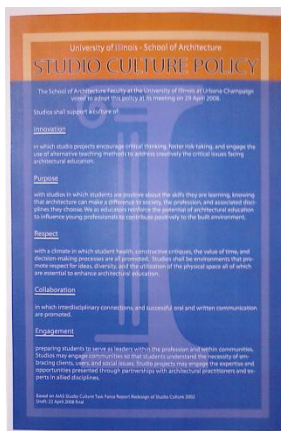 University of Illinois - School of Architecture
STUDIO CULTURE POLICY
The School of Architecture Faculty at the University of Illinois at Urbana-Champaign
voted to adopt this policy at its meeting on 29 April 2008.
Studios shall support a culture of:
Innovation
in which studio projects encourage critical thinking, foster risk-taking, and engage the
use of alternative teaching methods to address creatively the critical issues facing
architectural education.
Purpose
with studios in which students are positive about the skills they are learning, knowing
that architecture can make a difference to society, the profession, and associated disci-
plines they choose. We as educators reinforce the potential of architectural education
to influence young professionals to contribute positively to the built environment.
Respect
with a climate in which student health, constructive critiques, the value of time, and
decision-making processes are all promoted. Studios shall be environments that pro-
mote respect for ideas, diversity, and the utilization of the physical space all of which
are essential to enhance architectural education.
Collaboration
in which interdisciplinary connections, and successful oral and written communication
are promoted.
Engagement
preparing students to serve as leaders within the profession and within communities.
Studios may engage communities so that students understand the necessity of em-
bracing clients, users, and social issues. Studio projects may engage the expertise and
opportunities presented through partnerships with architectural practitioners and ex-
perts in allied disciplines.
Based on AIAS Studio Culture Task Force Report Redesign of Studio Culture 2002
Draft: 22 April 2008 final